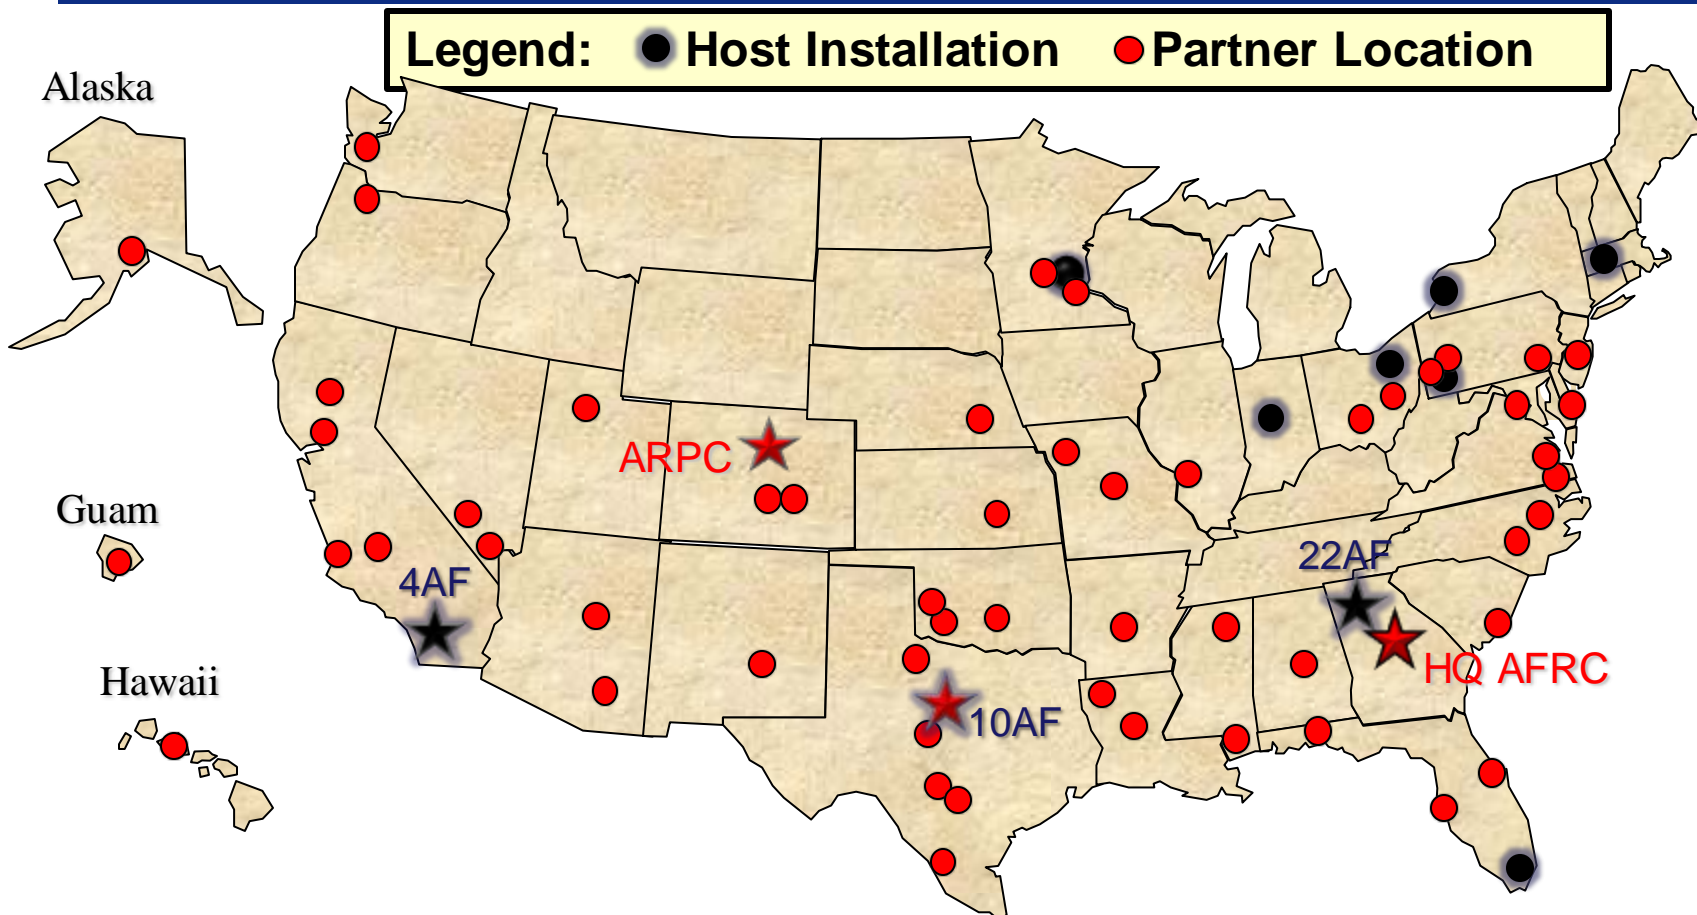 Legend: Host Installation Partner Location
Alaska
ARPC
Guam
22AF
4AF
HQ AFRC
Hawaii
10AF